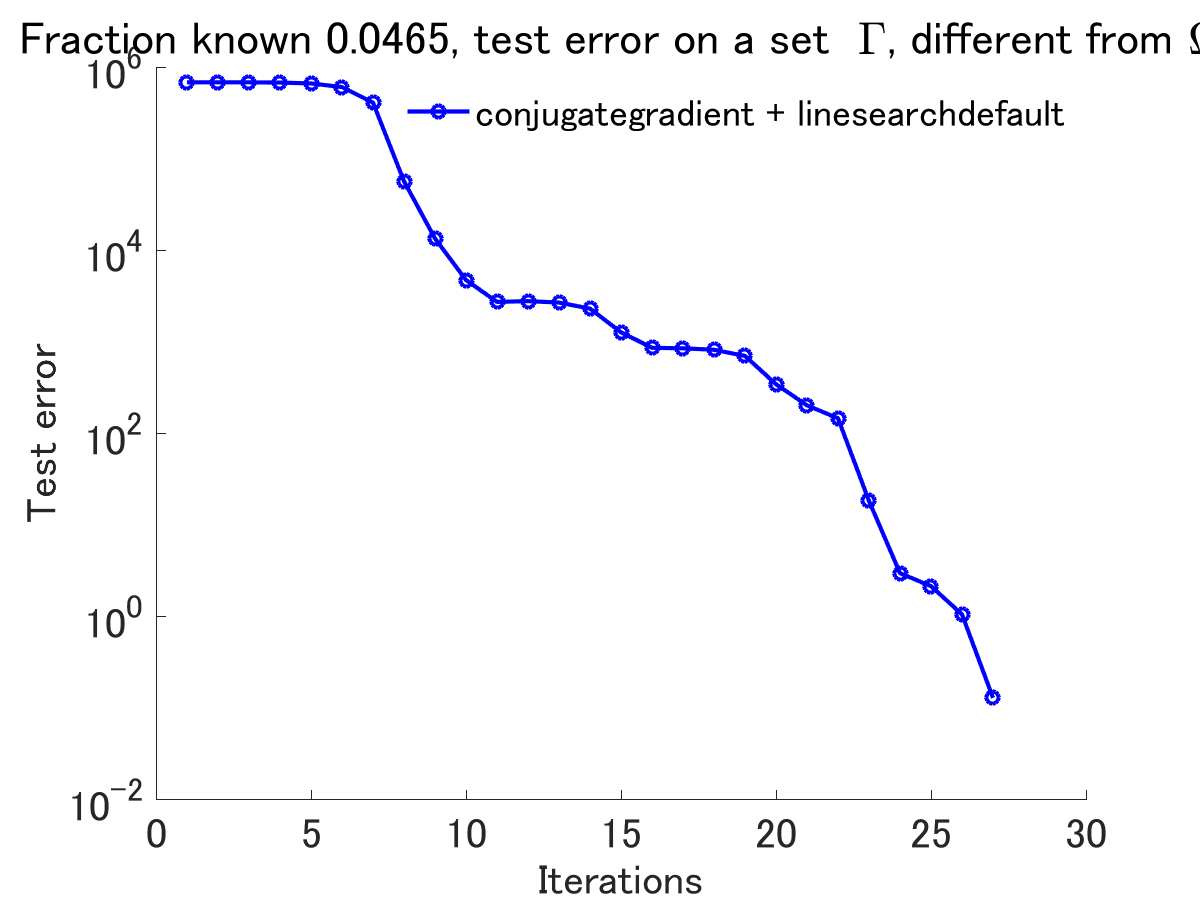 Fraction known 0.0465, test error on a set Γ, different from Ω
10^6
conjugategradient + linesearchdefault
10^4
10^2
10^0
10^-2
Test error
0 5 10 15 20 25 30
Iterations